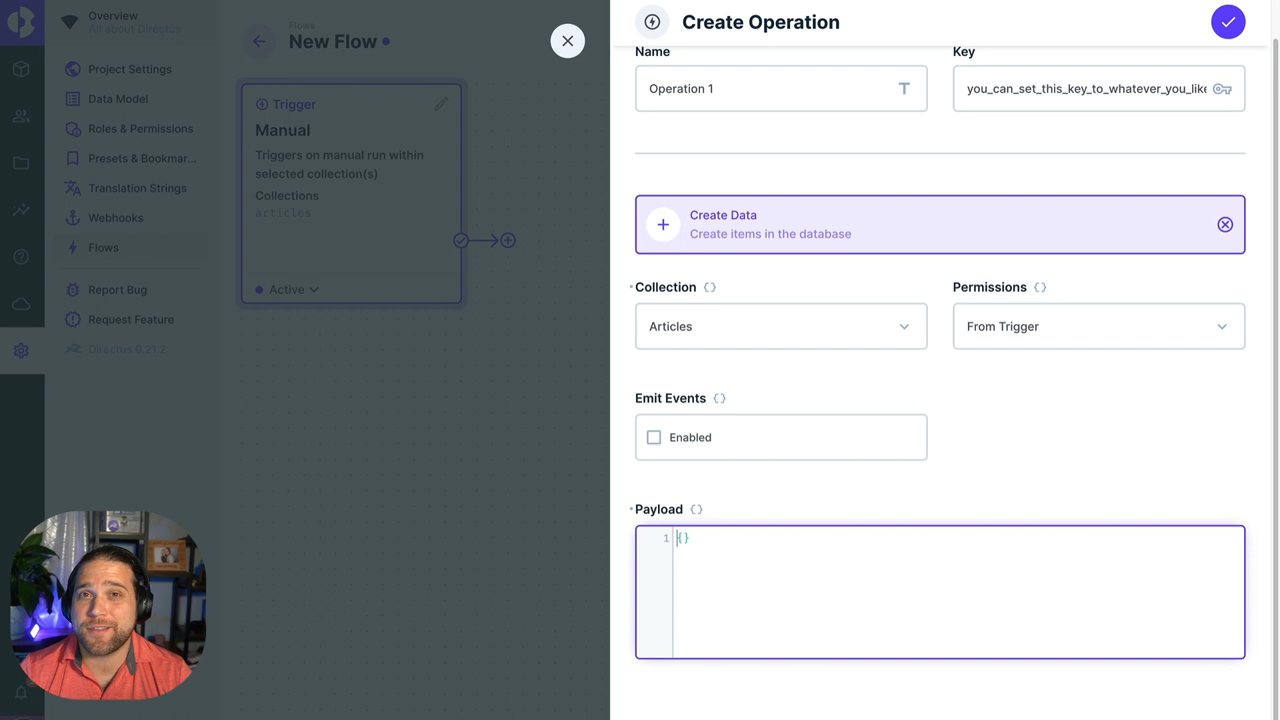 Overview
All about Directus
Project Settings
Data Model
Roles & Permissions
Presets & Bookmar...
Translation Strings
Webhooks
Flows
Report Bug
Request Feature
Directus 9.21.2
Flows
New Flow
Trigger
Manual
Triggers on manual run within
selected collection(s)
Collections
articles
Active
Create Operation
Name
Key
Operation 1
you_can_set_this_key_to_whatever_you_like
Create Data
Create items in the database
Collection
Permissions
Articles
From Trigger
Emit Events
Enabled
Payload
1 {}